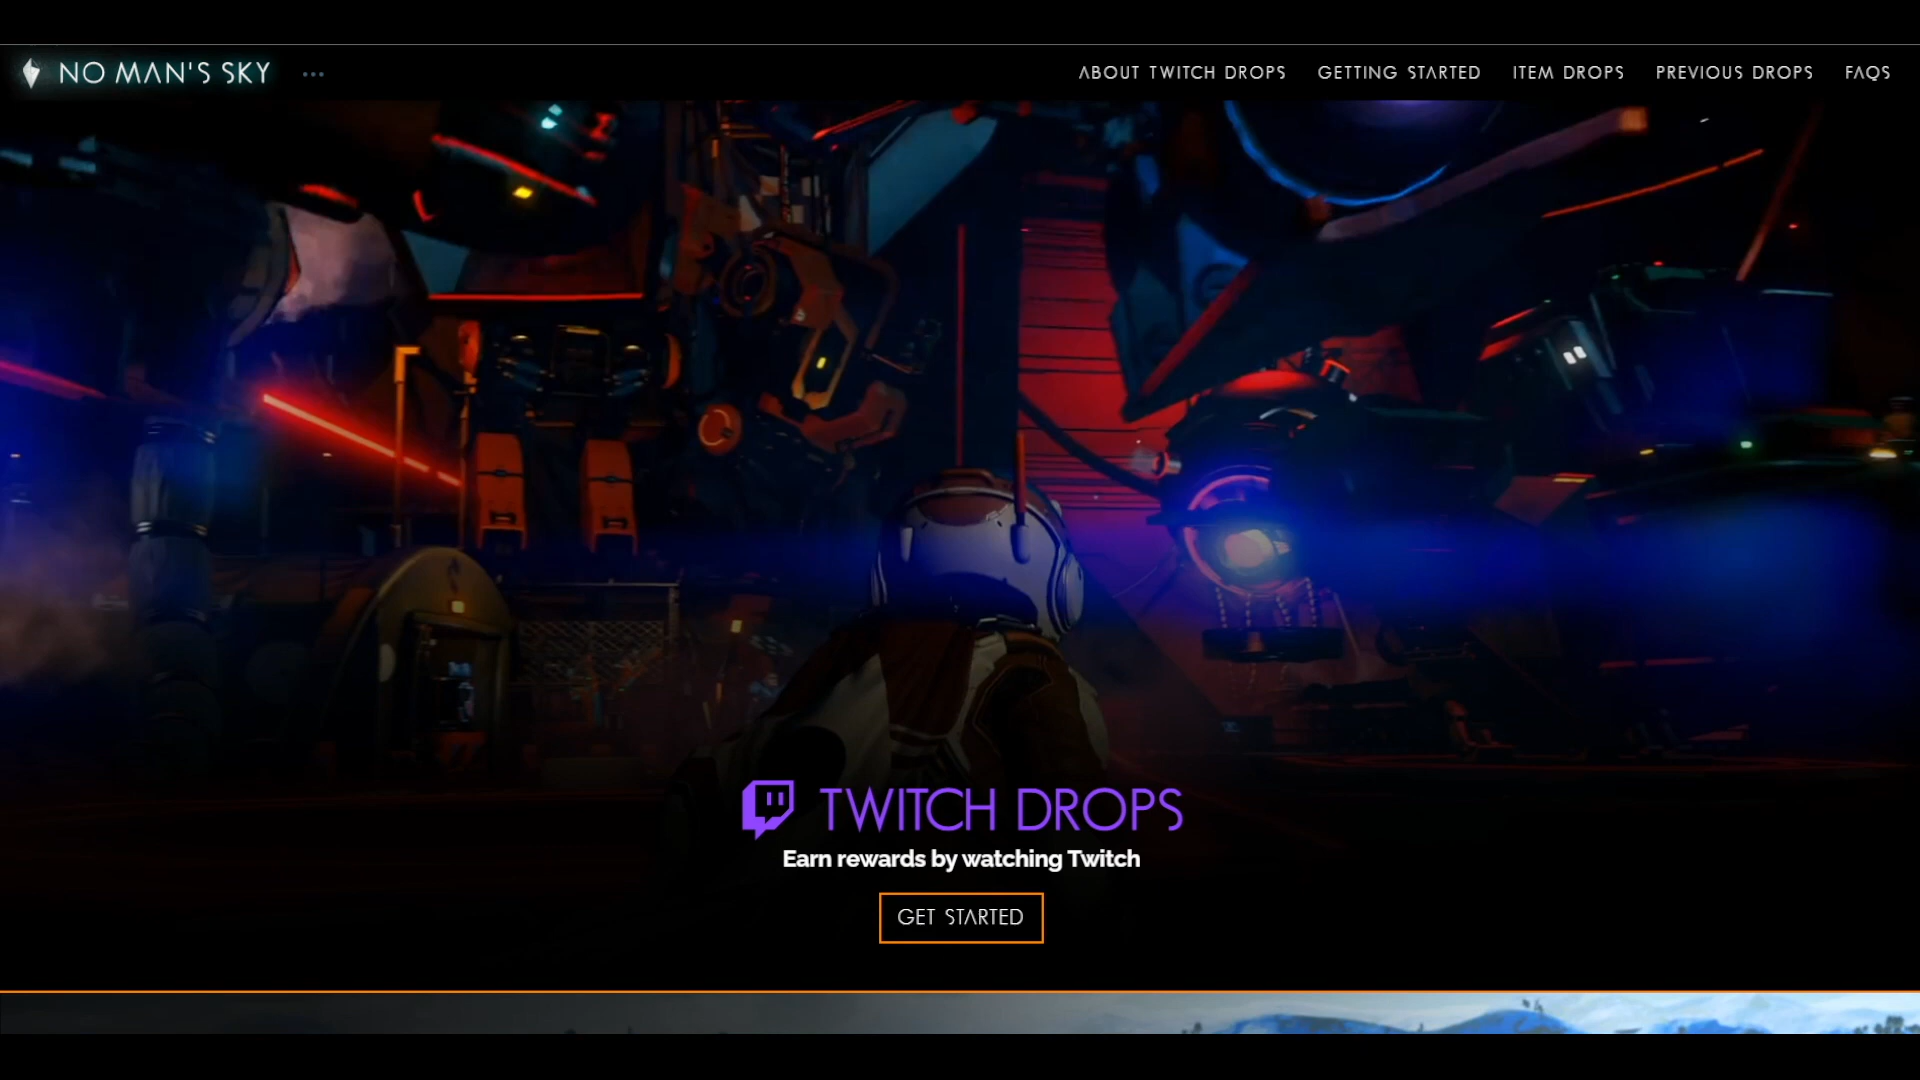 NO MAN'S SKY ...
ABOUT TWITCH DROPS GETTING STARTED ITEM DROPS PREVIOUS DROPS FAQS
TWITCH DROPS
Earn rewards by watching Twitch
GET STARTED